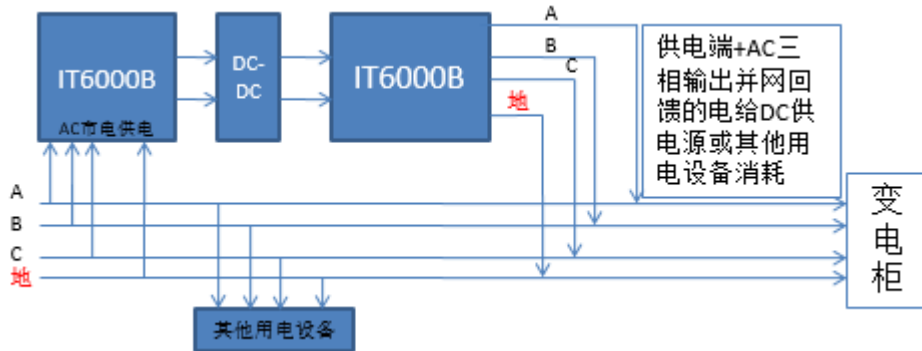 A
B
C
地
IT6000B
AC市电供电
DC-
DC
IT6000B
供电端+AC三
相输出并网回
馈的电给DC供
电源或其他用
电设备消耗
A
B
C
地
变
电
柜
其他用电设备